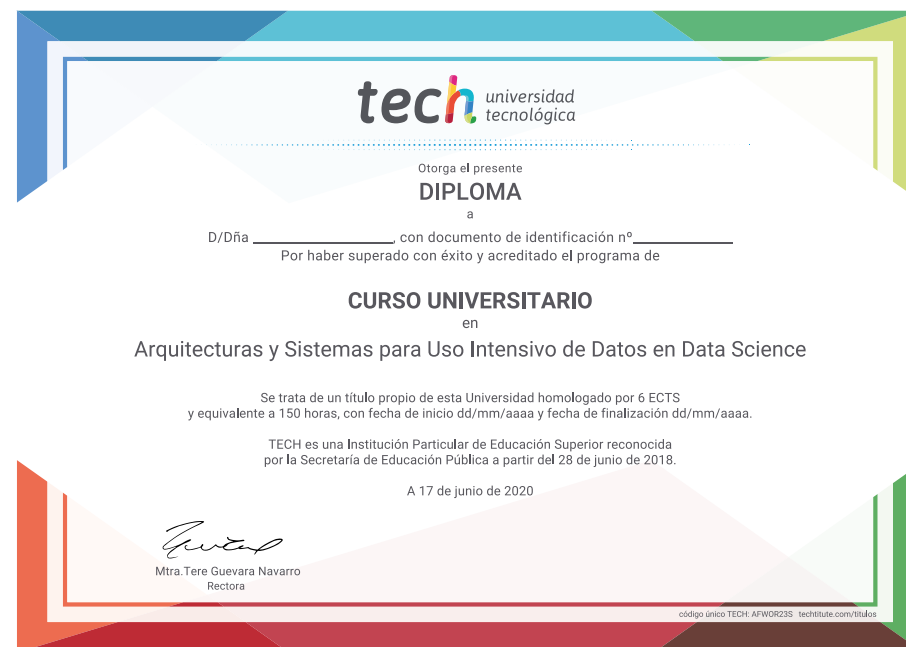 tech universidad
tecnológica
Otorga el presente
DIPLOMA
a
D/Dña ________________, con documento de identificación nº____________
Por haber superado con éxito y acreditado el programa de
CURSO UNIVERSITARIO
en
Arquitecturas y Sistemas para Uso Intensivo de Datos en Data Science
Se trata de un título propio de esta Universidad homologado por 6 ECTS
y equivalente a 150 horas, con fecha de inicio dd/mm/aaaa y fecha de finalización dd/mm/aaaa.
TECH es una Institución Particular de Educación Superior reconocida
por la Secretaría de Educación Pública a partir del 28 de junio de 2018.
A 17 de junio de 2020
Mtra.Tere Guevara Navarro
Rectora
código único TECH: AFWOR23S techtitute.com/titulos